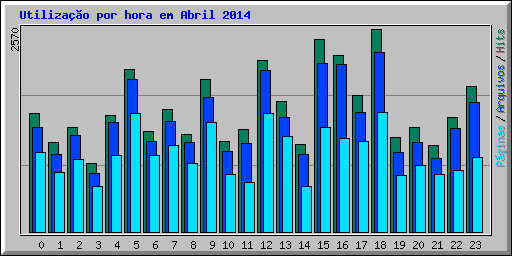 Utilização por hora em Abril 2014
2570
Páginas / Arquivos / Hits
0 1 2 3 4 5 6 7 8 9 10 11 12 13 14 15 16 17 18 19 20 21 22 23